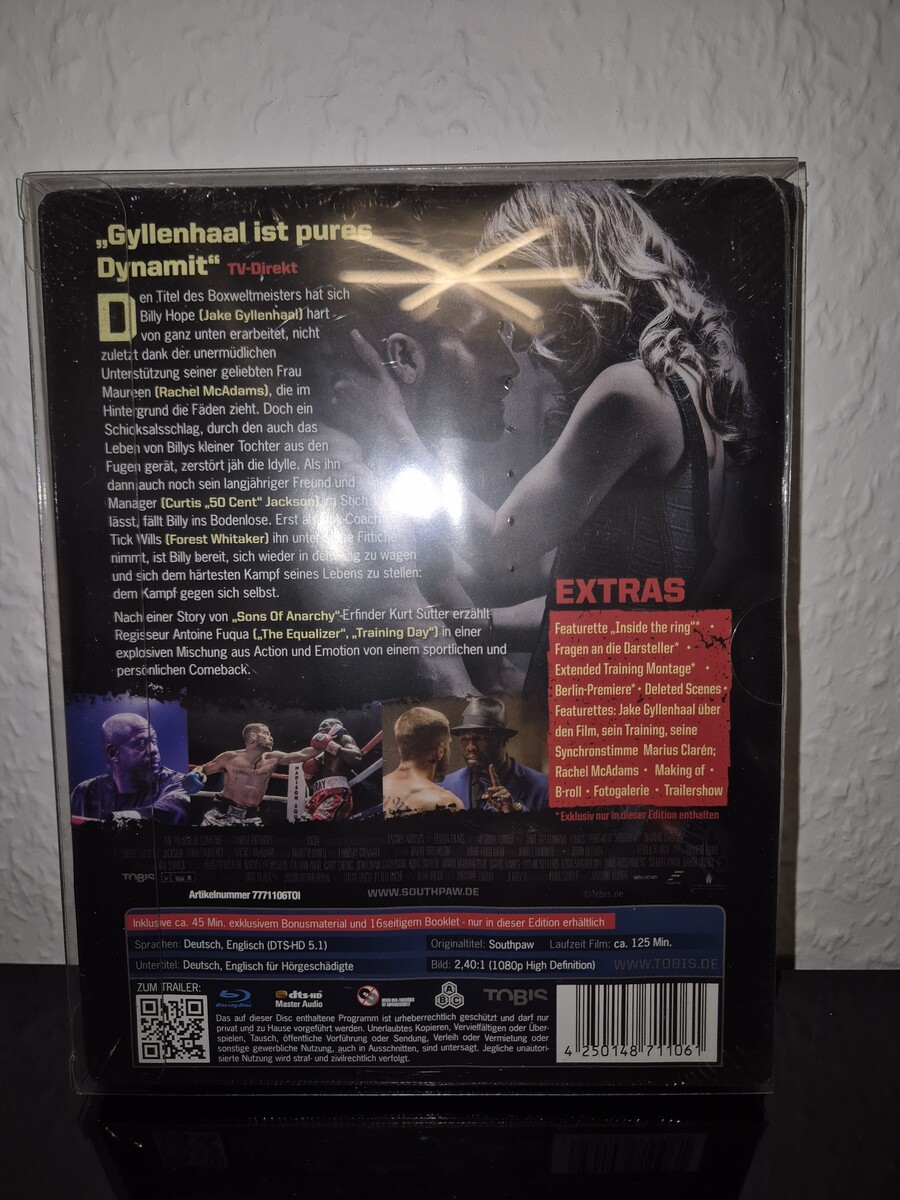 „Gyllenhaal ist pures
Dynamit“ TV-Direkt
Den Titel des Boxweltmeisters hat sich
Billy Hope (Jake Gyllenhaal) hart
von ganz unten erarbeitet, nicht
zuletzt dank der unermüdlichen
Unterstützung seiner geliebten Frau
Maureen (Rachel McAdams), die im
Hintergrund die Fäden zieht. Doch ein
Schicksalsschlag, durch den auch das
Leben von Billys kleiner Tochter aus den
Fugen gerät, zerstört jäh die Idylle. Als ihn
dann auch noch sein langjähriger Freund und
Manager (Curtis „50 Cent“ Jackson) Stich
lässt, fällt Billy ins Bodenlose. Erst
Tick Wills (Forest Whitaker) ihn unter Fittiche
nimmt, ist Billy bereit, sich wieder in zu wagen
und sich dem härtesten Kampf seines Lebens zu stellen:
dem Kampf gegen sich selbst.
Nach einer Story von „Sons Of Anarchy“-Erfinder Kurt Sutter erzählt
Regisseur Antoine Fuqua („The Equalizer“, „Training Day“) in einer
explosiven Mischung aus Action und Emotion von einem sportlichen und
persönlichen Comeback.
EXTRAS
Featurette „Inside the ring“* •
Fragen an die Darsteller* •
Extended Training Montage* •
Berlin-Premiere* • Deleted Scenes •
Featurettes: Jake Gyllenhaal über
den Film, sein Training, seine
Synchronstimme Marius Clarén;
Rachel McAdams • Making of •
B-roll • Fotogalerie • Trailershow
*Exklusiv nur in dieser Edition enthalten
MADISON SQ
TOBIS
Artikelnummer 7771106TOI
WWW.SOUTHPAW.DE
©Tobis.de
Inklusive ca. 45 Min. exklusivem Bonusmaterial und 16seitigem Booklet - nur in dieser Edition erhältlich
Sprachen: Deutsch, Englisch (DTS-HD 5.1)
Originaltitel: Southpaw Laufzeit Film: ca. 125 Min.
Untertitel: Deutsch, Englisch für Hörgeschädigte
Bild: 2,40:1 (1080p High Definition)
WWW.TOBIS.DE
ZUM TRAILER:
Blu-ray Disc
dts-HD Master Audio
ABC
TOBIS
Das auf dieser Disc enthaltene Programm ist urheberrechtlich geschützt und darf nur
privat und zu Hause vorgeführt werden. Unerlaubtes Kopieren, Vervielfältigen oder Über-
spielen, Tausch, öffentliche Vorführung oder Sendung, Verleih oder Vermietung oder
sonstige gewerbliche Nutzung, auch in Ausschnitten, sind untersagt. Jegliche unautori-
sierte Nutzung wird straf- und zivilrechtlich verfolgt.
4 250148 711061